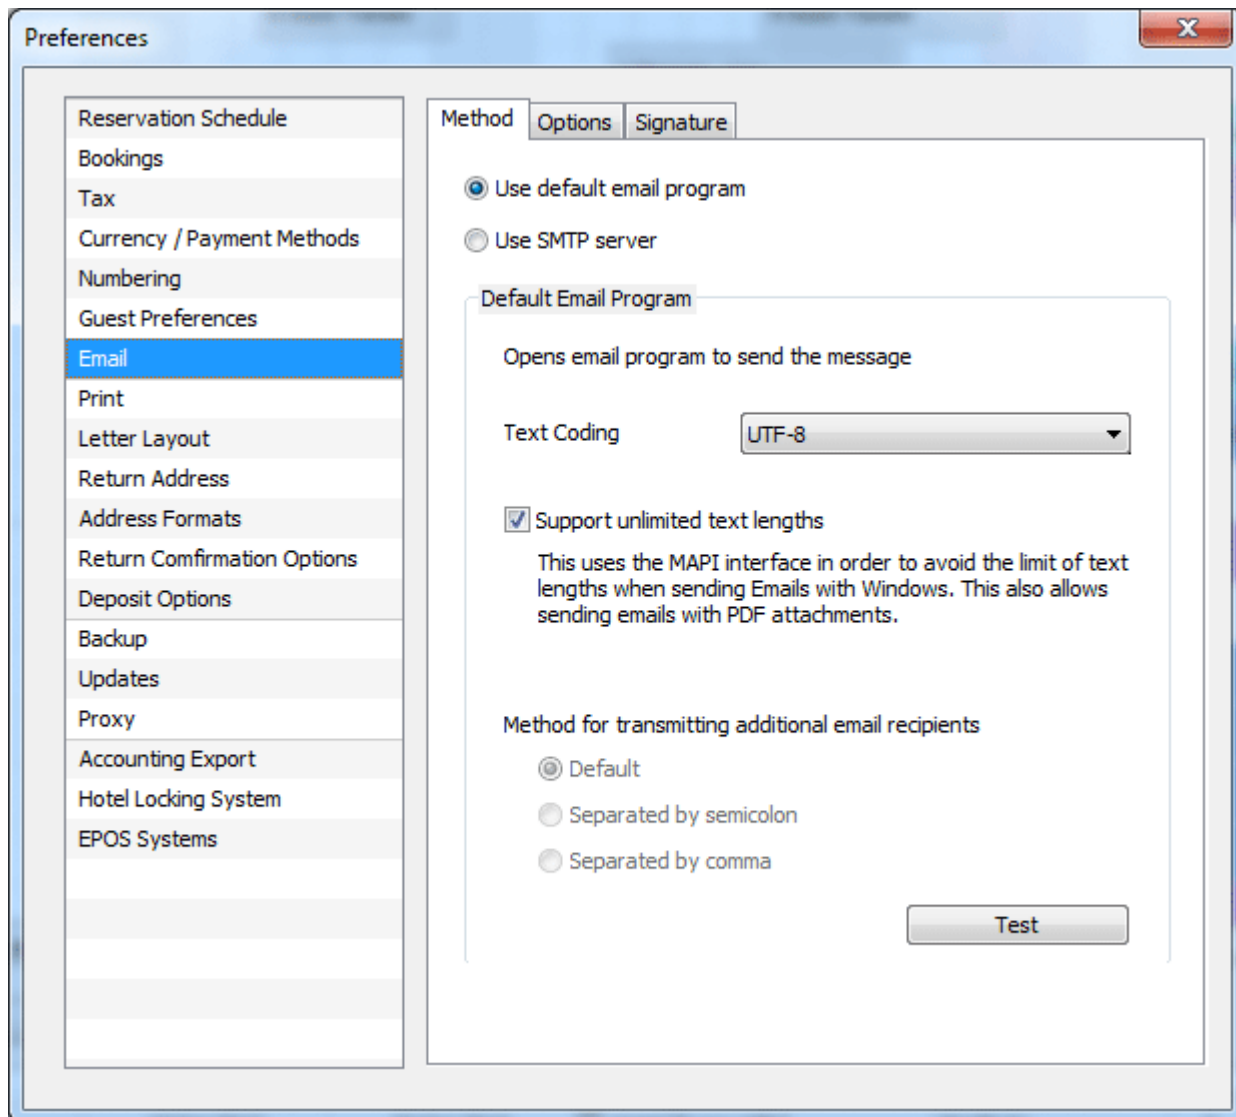 Preferences
Reservation Schedule
Bookings
Tax
Currency / Payment Methods
Numbering
Guest Preferences
Email
Print
Letter Layout
Return Address
Address Formats
Return Comfirmation Options
Deposit Options
Backup
Updates
Proxy
Accounting Export
Hotel Locking System
EPOS Systems
Method Options Signature
Use default email program
Use SMTP server
Default Email Program
Opens email program to send the message
Text Coding UTF-8
Support unlimited text lengths
This uses the MAPI interface in order to avoid the limit of text
lengths when sending Emails with Windows. This also allows
sending emails with PDF attachments.
Method for transmitting additional email recipients
Default
Separated by semicolon
Separated by comma
Test